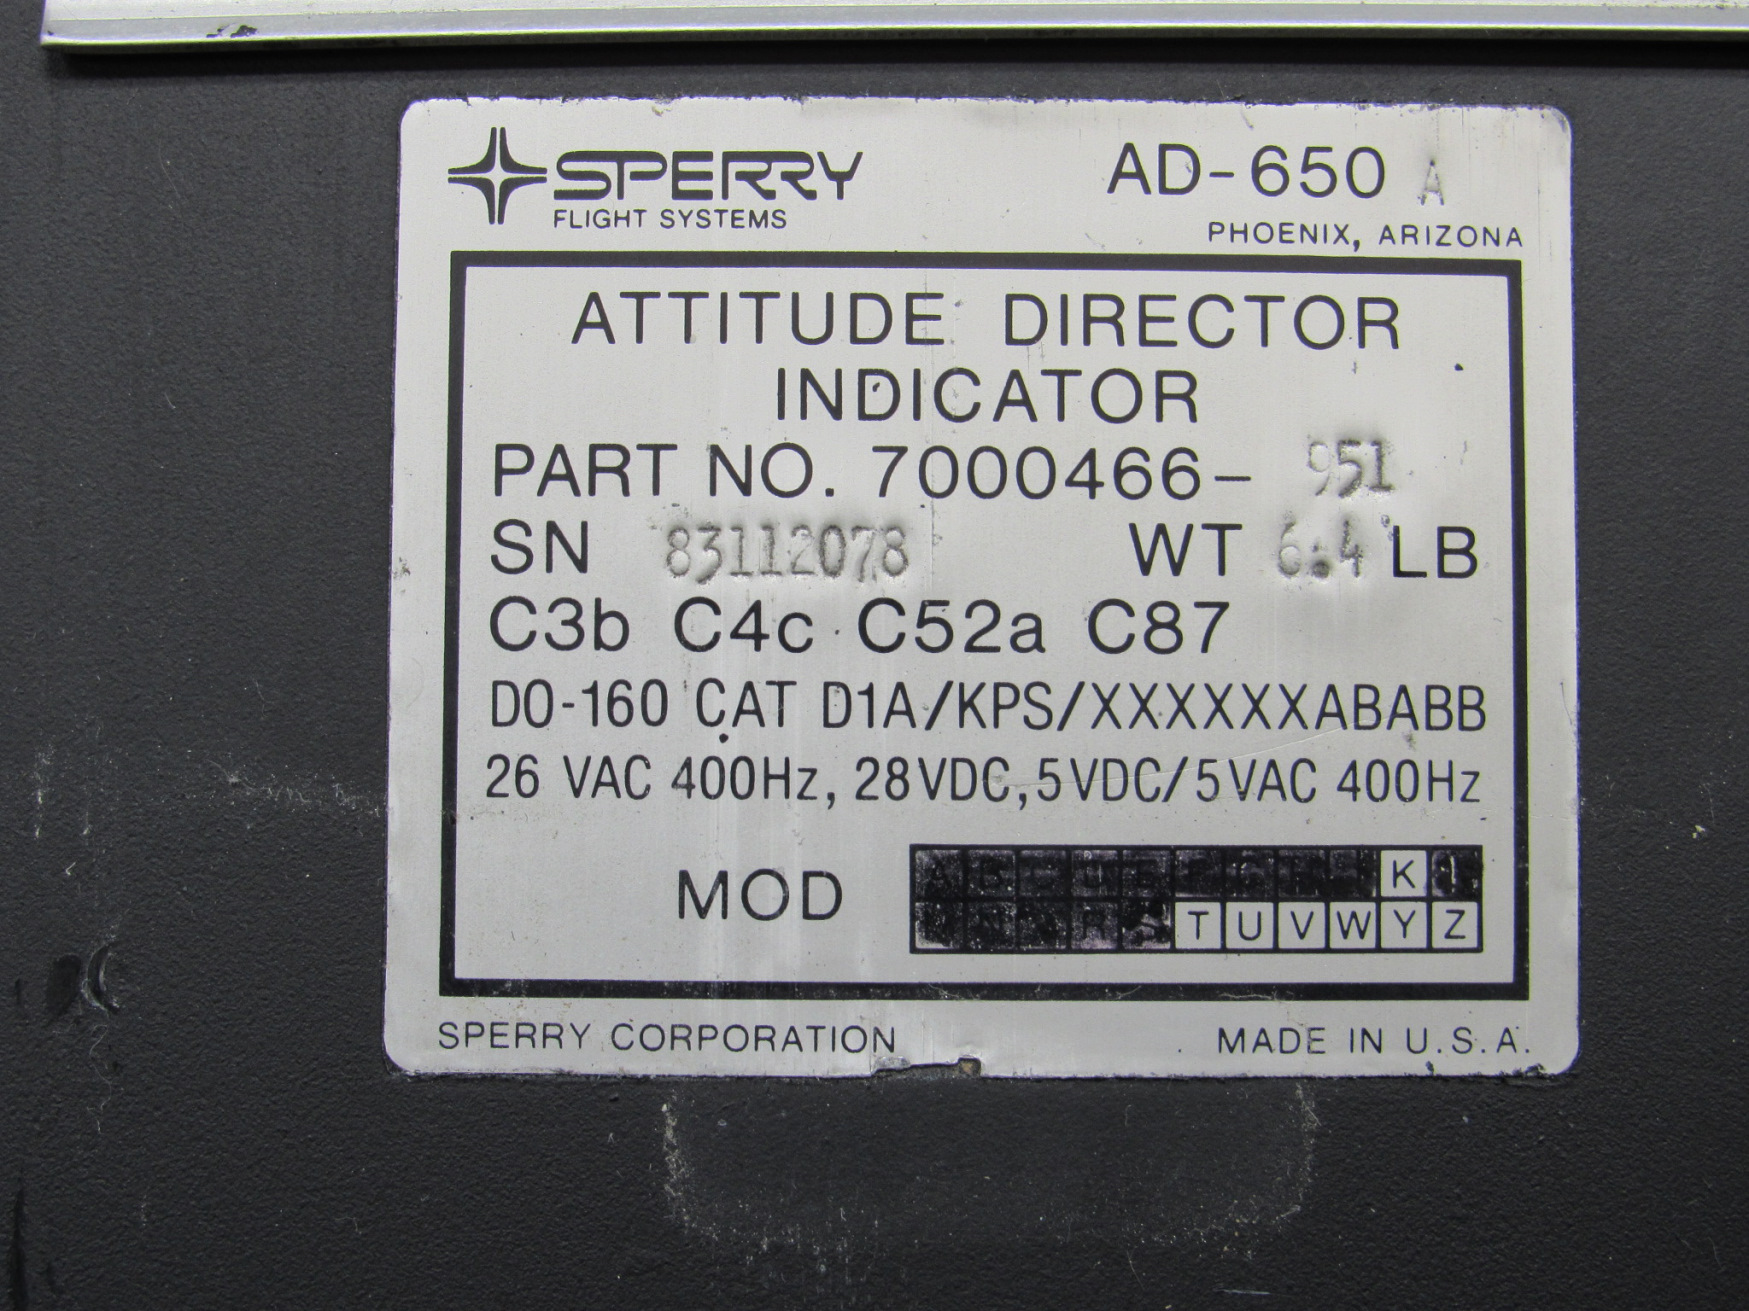 SPERRY
FLIGHT SYSTEMS
AD-650 A
PHOENIX, ARIZONA
ATTITUDE DIRECTOR
INDICATOR
PART NO. 7000466- 951
SN 83112078 WT 6.4 LB
C3b C4c C52a C87
DO-160 CAT D1A/KPS/XXXXXXABABB
26 VAC 400Hz, 28VDC, 5VDC/5VAC 400Hz
MOD
K
T U V W Y Z
SPERRY CORPORATION MADE IN U.S.A.